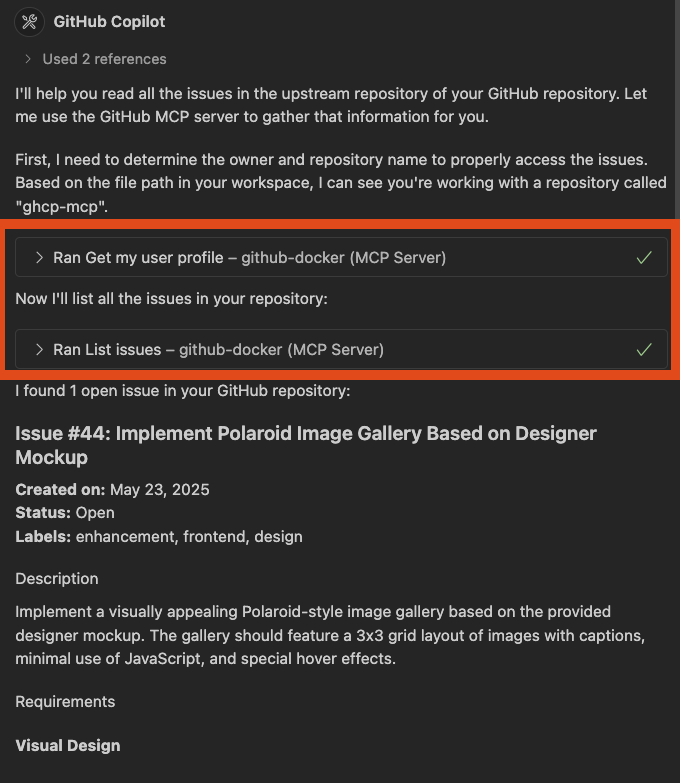 GitHub Copilot
Used 2 references
I'll help you read all the issues in the upstream repository of your GitHub repository. Let
me use the GitHub MCP server to gather that information for you.
First, I need to determine the owner and repository name to properly access the issues.
Based on the file path in your workspace, I can see you're working with a repository called
"ghcp-mcp".
Ran Get my user profile – github-docker (MCP Server)
Now I'll list all the issues in your repository:
Ran List issues – github-docker (MCP Server)
I found 1 open issue in your GitHub repository:
Issue #44: Implement Polaroid Image Gallery Based on Designer
Mockup
Created on: May 23, 2025
Status: Open
Labels: enhancement, frontend, design
Description
Implement a visually appealing Polaroid-style image gallery based on the provided
designer mockup. The gallery should feature a 3x3 grid layout of images with captions,
minimal use of JavaScript, and special hover effects.
Requirements
Visual Design